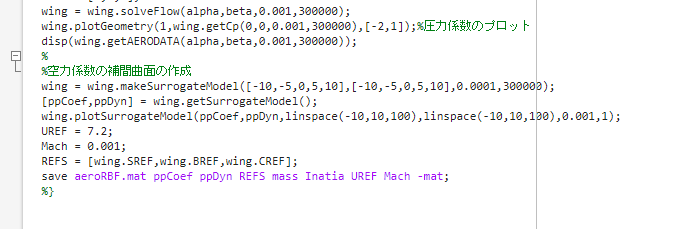 wing = wing.solveFlow(alpha,beta,0.001,300000);
wing.plotGeometry(1,wing.getCp(0,0,0.001,300000),[-2,1]);%圧力係数のプロット
disp(wing.getAERODATA(alpha,beta,0.001,300000));
%
%空力係数の補間曲面の作成
wing = wing.makeSurrogateModel([-10,-5,0,5,10],[-10,-5,0,5,10],0.0001,300000);
[ppCoef,ppDyn] = wing.getSurrogateModel();
wing.plotSurrogateModel(ppCoef,ppDyn,linspace(-10,10,100),linspace(-10,10,100),0.001,1);
UREF = 7.2;
Mach = 0.001;
REFS = [wing.SREF,wing.BREF,wing.CREF];
save aeroRBF.mat ppCoef ppDyn REFS mass Inatia UREF Mach -mat;
%}